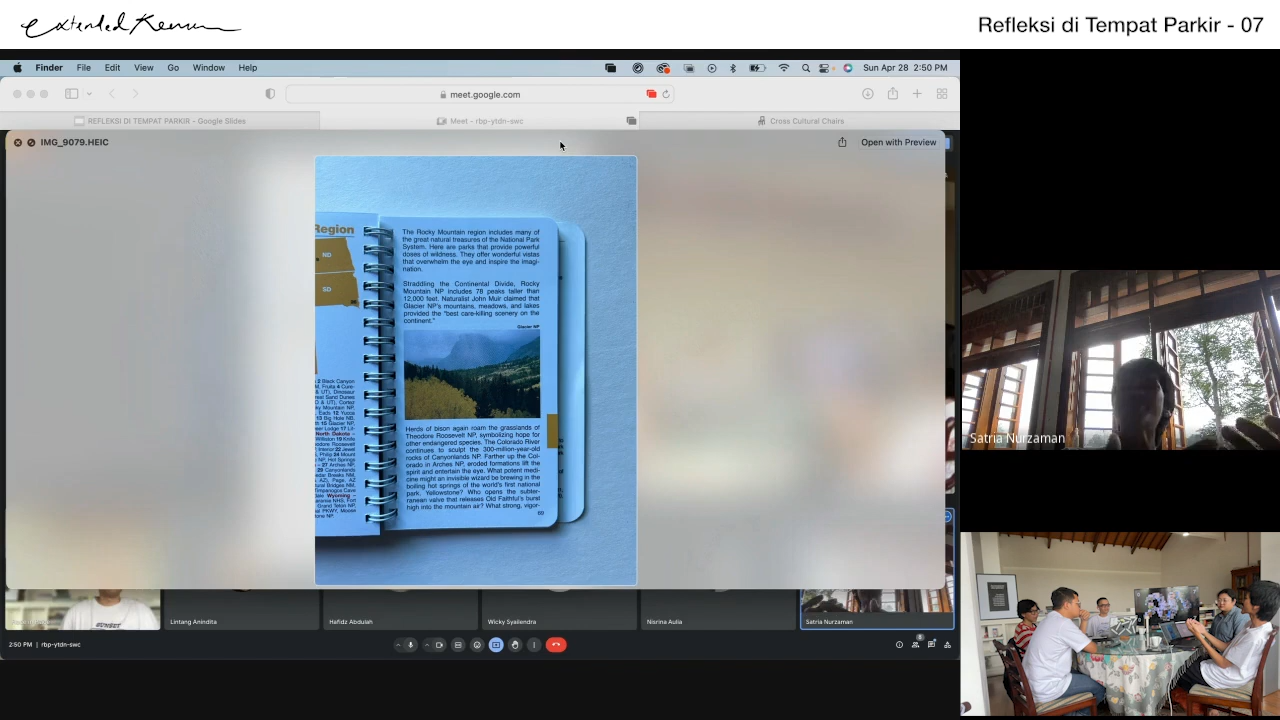 Extended Kenun
Refleksi di Tempat Parkir - 07
Finder File Edit View Go Window Help
Sun Apr 28 2:50 PM
meet.google.com
REFLEKSI DI TEMPAT PARKIR - Google Slides
Meet - rbp-ytdn-swc
Cross Cultural Chairs
IMG_9079.HEIC
Open with Preview
Region
ND
SD
The Rocky Mountain region includes many of
the great natural treasures of the National Park
System. Here are parks that provide powerful
doses of wildness. They offer wonderful vistas
that overwhelm the eye and inspire the imagi-
nation.
Straddling the Continental Divide, Rocky
Mountain NP includes 78 peaks taller than
12,000 feet. Naturalist John Muir claimed that
Glacier NP's mountains, meadows, and lakes
provided the "best care-killing scenery on the
continent."
Glacier NP
Herds of bison again roam the grasslands of
Theodore Roosevelt NP, symbolizing hope for
other endangered species. The Colorado River
continues to sculpt the 300-million-year-old
rocks of Canyonlands NP. Farther up the Col-
orado in Arches NP, eroded formations lift the
spirit and entertain the eye. What potent medi-
cine might an invisible wizard be brewing in the
boiling hot springs of the world's first national
park, Yellowstone? Who opens the subter-
ranean valve that releases Old Faithful's burst
high into the mountain air? What strong, vigor-
69
Satria Nurzaman
Lintang Anindita
Hafidz Abdulah
Wicky Syailendra
Nisrina Aulia
Satria Nurzaman
2:50 PM | rbp-ytdn-swc
8